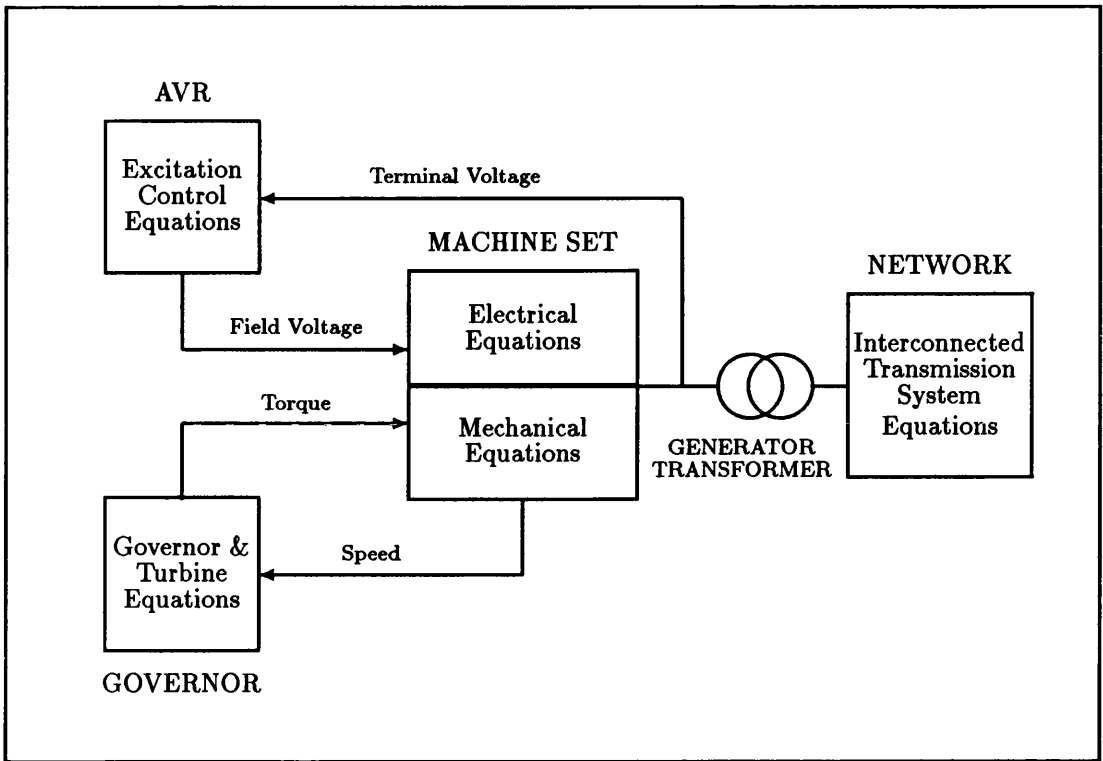 AVR
Excitation
Control
Equations
Terminal Voltage
MACHINE SET
NETWORK
Field Voltage
Electrical
Equations
Interconnected
Transmission
System
Equations
Torque
Mechanical
Equations
GENERATOR
TRANSFORMER
Governor &
Turbine
Equations
Speed
GOVERNOR